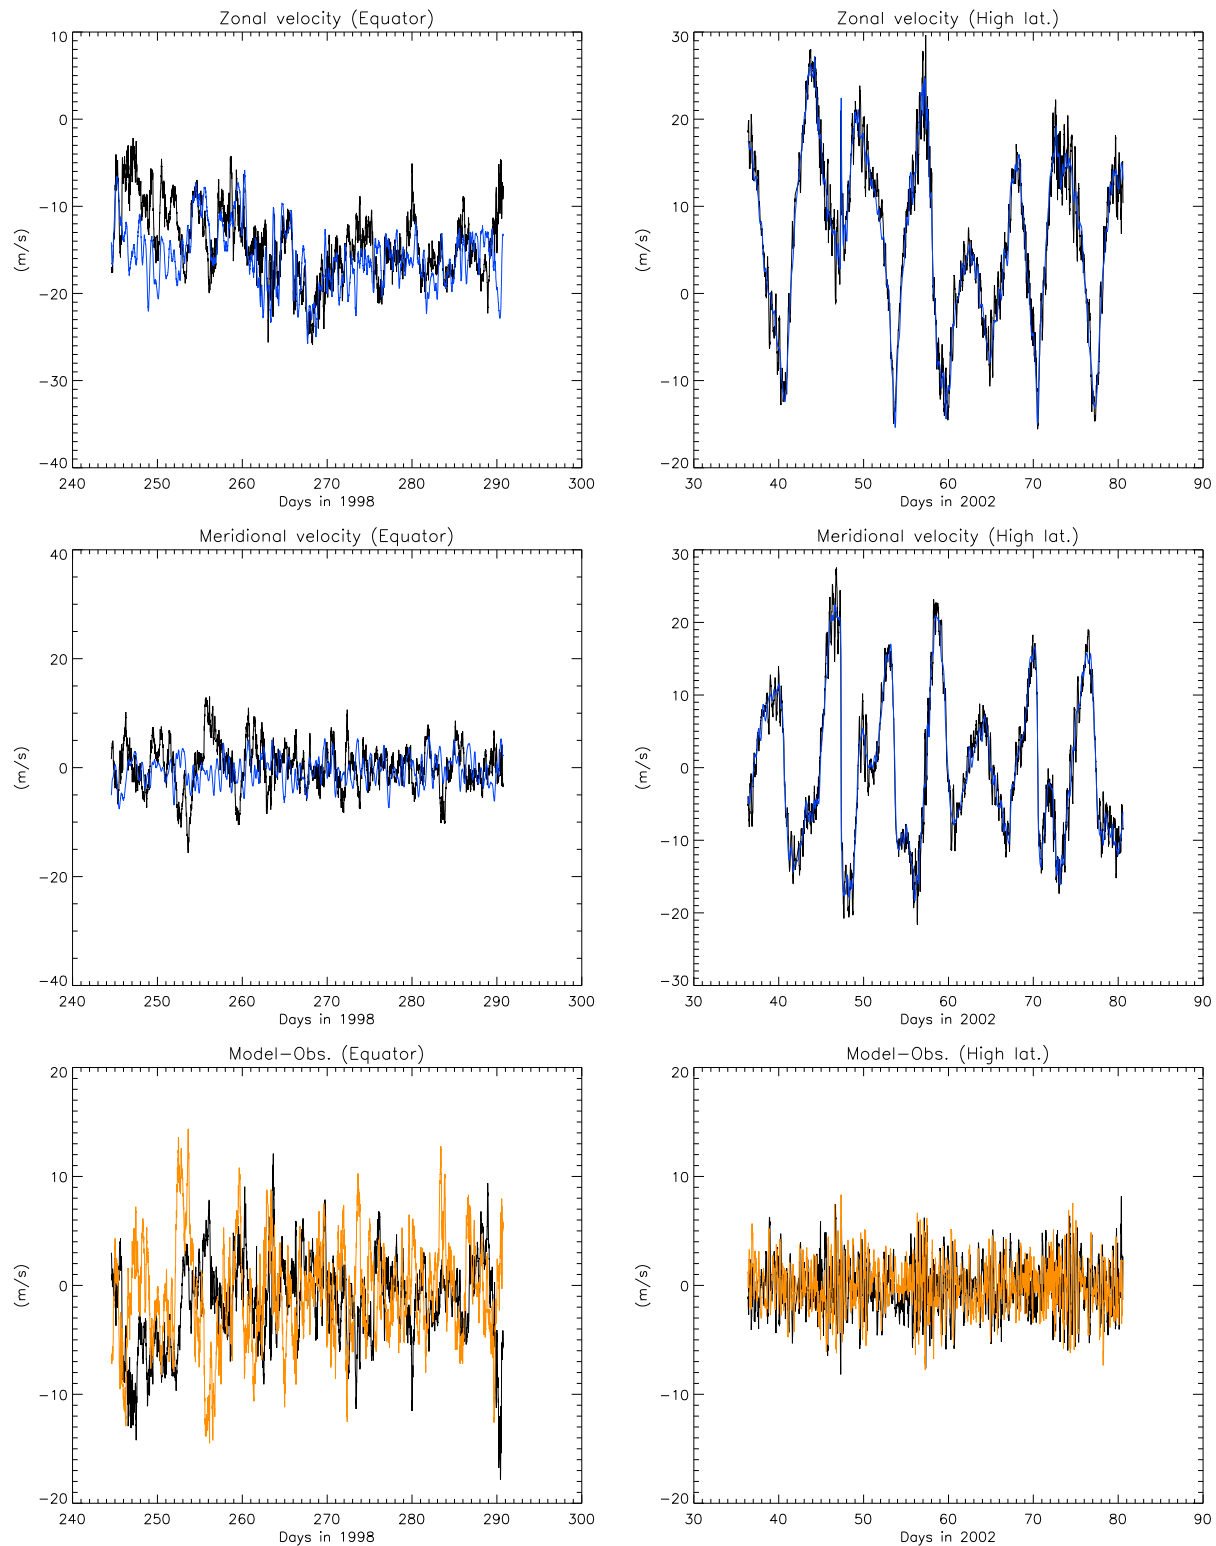 Zonal velocity (Equator)
10
0
−10
−20
−30
−40
(m/s)
240 250 260 270 280 290 300
Days in 1998
Zonal velocity (High lat.)
30
20
10
0
−10
−20
(m/s)
30 40 50 60 70 80 90
Days in 2002
Meridional velocity (Equator)
40
20
0
−20
−40
(m/s)
240 250 260 270 280 290 300
Days in 1998
Meridional velocity (High lat.)
30
20
10
0
−10
−20
−30
(m/s)
30 40 50 60 70 80 90
Days in 2002
Model−Obs. (Equator)
20
10
0
−10
−20
(m/s)
240 250 260 270 280 290 300
Days in 1998
Model−Obs. (High lat.)
20
10
0
−10
−20
(m/s)
30 40 50 60 70 80 90
Days in 2002